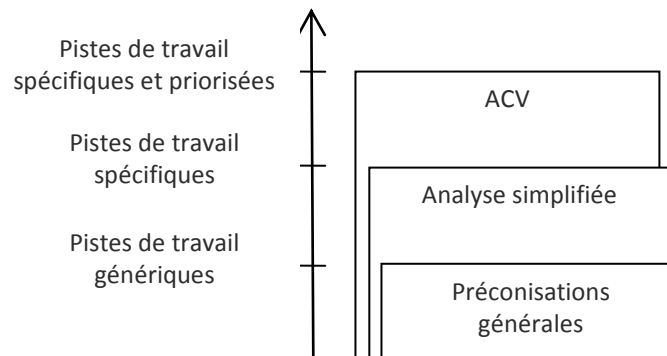 Pistes de travail
spécifiques et priorisées
ACV
Pistes de travail
spécifiques
Analyse simplifiée
Pistes de travail
génériques
Préconisations
générales